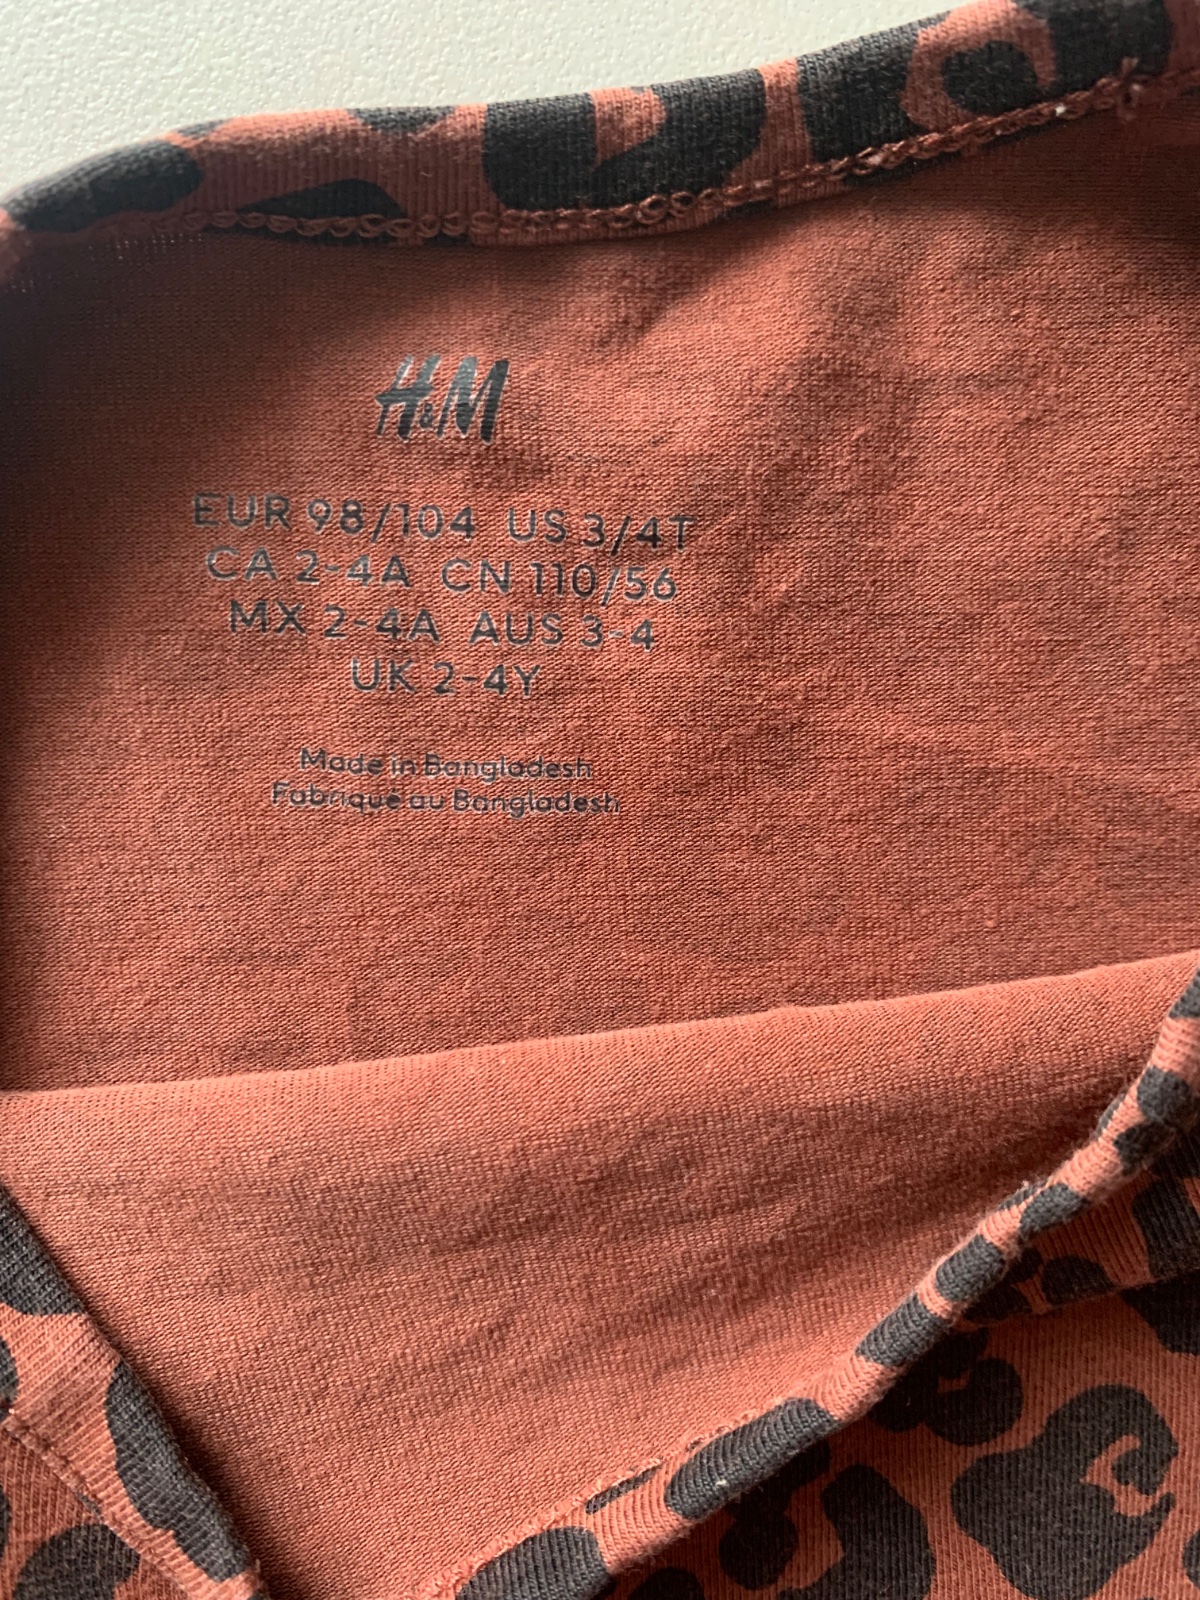 H&M
EUR 98/104 US 3/4T
CA 2-4A CN 110/56
MX 2-4A AUS 3-4
UK 2-4Y
Made in Bangladesh
Fabriqué au Bangladesh